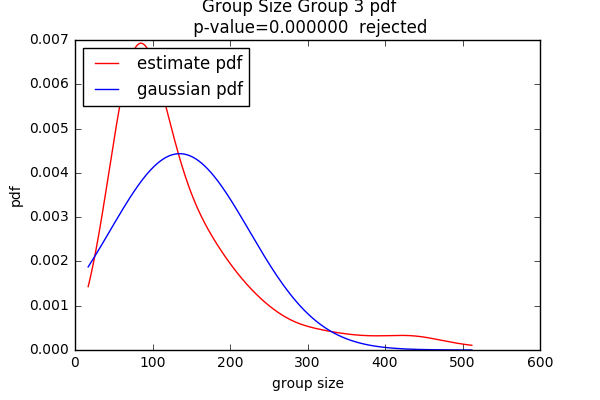 Group Size Group 3 pdf
p-value=0.000000  rejected
0.007
0.006
0.005
0.004
0.003
0.002
0.001
0.000
pdf
estimate pdf
gaussian pdf
0 100 200 300 400 500 600
group size